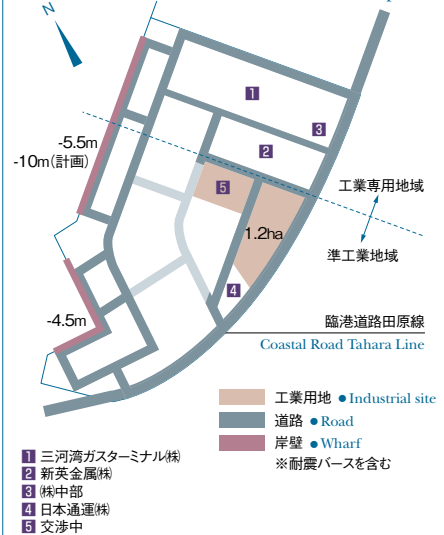 N
1
3
2
-5.5m
-10m(計画)
5
工業専用地域
1.2ha
準工業地域
4
-4.5m
臨港道路田原線
Coastal Road Tahara Line
工業用地 ● Industrial site
道路 ● Road
岸壁 ● Wharf
※耐震バースを含む
1 三河湾ガスターミナル㈱
2 新英金属㈱
3 ㈱中部
4 日本通運㈱
5 交渉中